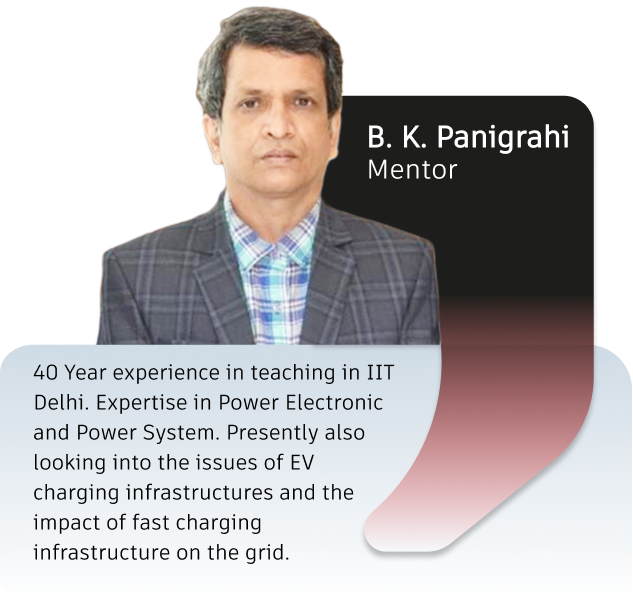 B. K. Panigrahi
Mentor
40 Year experience in teaching in IIT
Delhi. Expertise in Power Electronic
and Power System. Presently also
looking into the issues of EV
charging infrastructures and the
impact of fast charging
infrastructure on the grid.